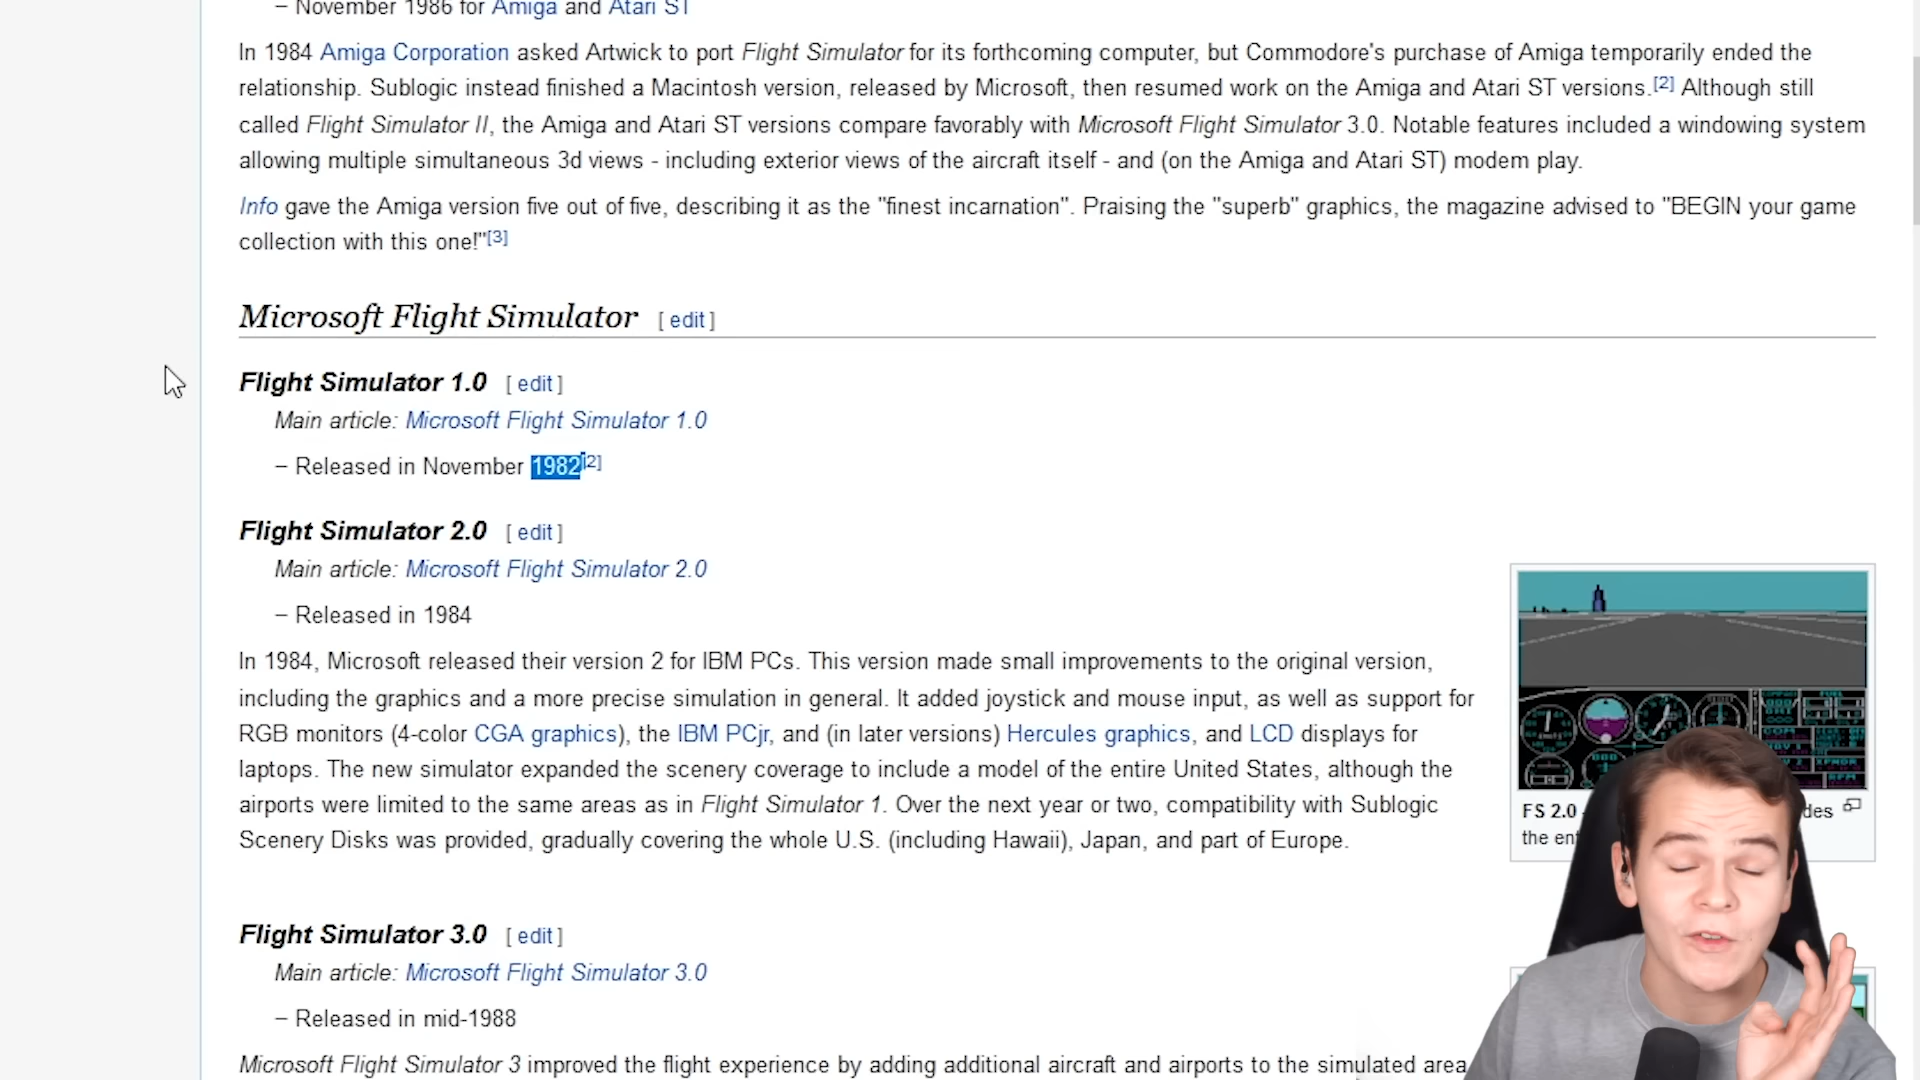 – November 1986 for Amiga and Atari ST
In 1984 Amiga Corporation asked Artwick to port Flight Simulator for its forthcoming computer, but Commodore's purchase of Amiga temporarily ended the
relationship. Sublogic instead finished a Macintosh version, released by Microsoft, then resumed work on the Amiga and Atari ST versions.[2] Although still
called Flight Simulator II, the Amiga and Atari ST versions compare favorably with Microsoft Flight Simulator 3.0. Notable features included a windowing system
allowing multiple simultaneous 3d views - including exterior views of the aircraft itself - and (on the Amiga and Atari ST) modem play.
Info gave the Amiga version five out of five, describing it as the "finest incarnation". Praising the "superb" graphics, the magazine advised to "BEGIN your game
collection with this one!"[3]
Microsoft Flight Simulator [ edit ]
Flight Simulator 1.0 [ edit ]
Main article: Microsoft Flight Simulator 1.0
– Released in November 1982[2]
Flight Simulator 2.0 [ edit ]
Main article: Microsoft Flight Simulator 2.0
– Released in 1984
In 1984, Microsoft released their version 2 for IBM PCs. This version made small improvements to the original version,
including the graphics and a more precise simulation in general. It added joystick and mouse input, as well as support for
RGB monitors (4-color CGA graphics), the IBM PCjr, and (in later versions) Hercules graphics, and LCD displays for
laptops. The new simulator expanded the scenery coverage to include a model of the entire United States, although the
airports were limited to the same areas as in Flight Simulator 1. Over the next year or two, compatibility with Sublogic
Scenery Disks was provided, gradually covering the whole U.S. (including Hawaii), Japan, and part of Europe.
FS 2.0
the
Flight Simulator 3.0 [ edit ]
Main article: Microsoft Flight Simulator 3.0
– Released in mid-1988
Microsoft Flight Simulator 3 improved the flight experience by adding additional aircraft and airports to the simulated area